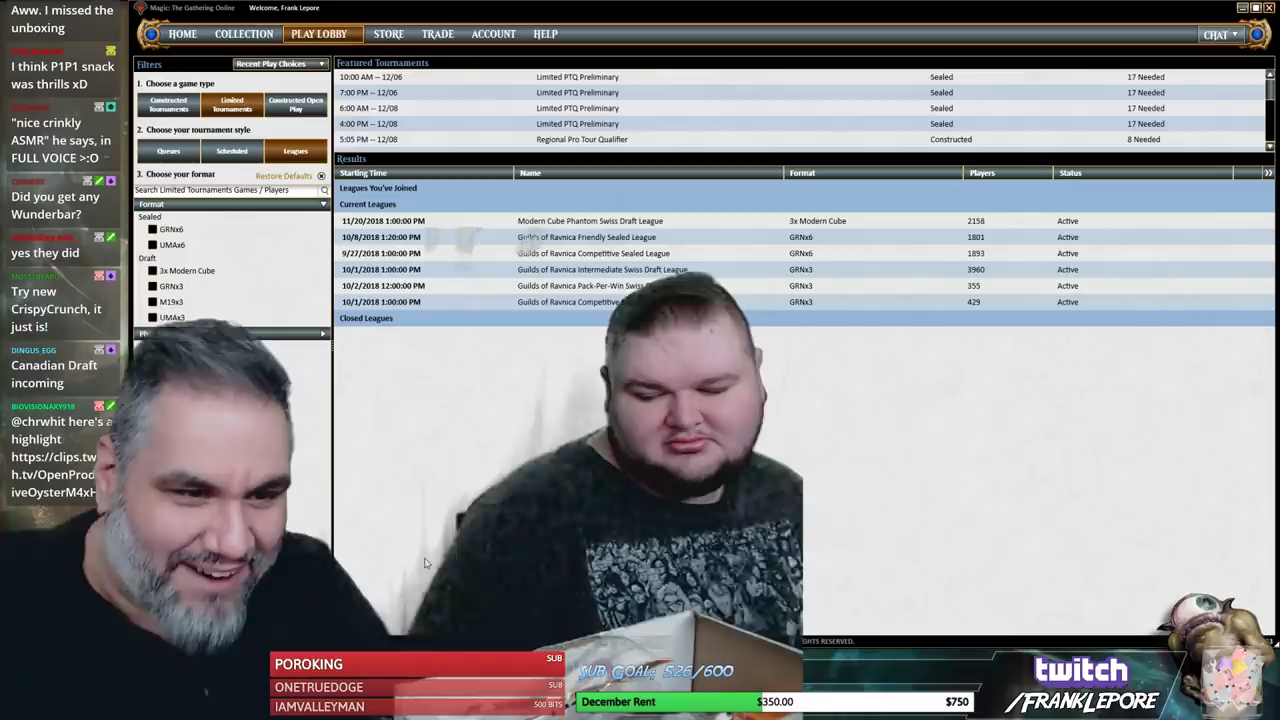 Aww. I missed the
unboxing
I think P1P1 snack
was thrills xD
"nice crinkly
ASMR" he says, in
FULL VOICE >:O
Did you get any
Wunderbar?
yes they did
MOSSEBEARD
Try new
CrispyCrunch, it
just is!
DINGUS_EGG
Canadian Draft
incoming
BIOVISIONARY918
@chrwhit here's a
highlight
https://clips.tw
h.tv/OpenProd
iveOysterM4xH
Magic: The Gathering Online Welcome, Frank Lepore
HOME COLLECTION PLAY LOBBY STORE TRADE ACCOUNT HELP CHAT
Filters Recent Play Choices
1. Choose a game type
Constructed Tournaments Limited Tournaments Constructed Open Play
2. Choose your tournament style
Queues Scheduled Leagues
3. Choose your format Restore Defaults
Search Limited Tournaments Games / Players
Format
Sealed
GRNx6
UMAx6
Draft
3x Modern Cube
GRNx3
M19x3
UMAx3
Featured Tournaments
10:00 AM -- 12/06 Limited PTQ Preliminary Sealed 17 Needed
7:00 PM -- 12/06 Limited PTQ Preliminary Sealed 17 Needed
6:00 AM -- 12/08 Limited PTQ Preliminary Sealed 17 Needed
4:00 PM -- 12/08 Limited PTQ Preliminary Sealed 17 Needed
5:05 PM -- 12/08 Regional Pro Tour Qualifier Constructed 8 Needed
Results
Starting Time Name Format Players Status
Leagues You've Joined
Current Leagues
11/20/2018 1:00:00 PM Modern Cube Phantom Swiss Draft League 3x Modern Cube 2158 Active
10/8/2018 1:20:00 PM Guilds of Ravnica Friendly Sealed League GRNx6 1801 Active
9/27/2018 1:00:00 PM Guilds of Ravnica Competitive Sealed League GRNx6 1893 Active
10/1/2018 1:00:00 PM Guilds of Ravnica Intermediate Swiss Draft League GRNx3 3960 Active
10/2/2018 12:00:00 PM Guilds of Ravnica Pack-Per-Win Swiss GRNx3 355 Active
10/1/2018 1:00:00 PM Guilds of Ravnica Competitive GRNx3 429 Active
Closed Leagues
GHTS RESERVED.
POROKING SUB
ONETRUEDOGE SUB
IAMVALLEYMAN 500 BITS
SUB GOAL: 526/600
December Rent $350.00 $750
twitch
/FRANKLEPORE